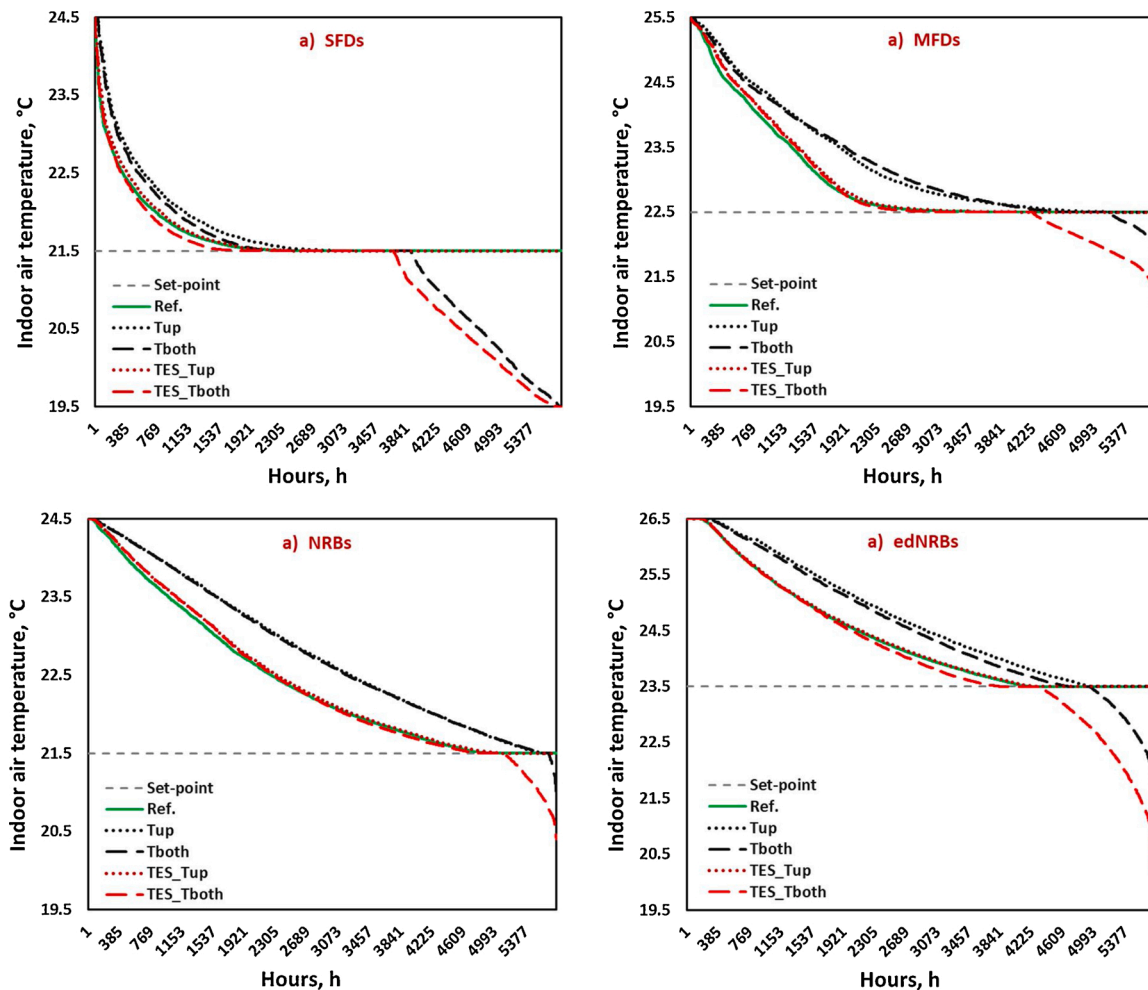 a) SFDs
Indoor air temperature, °C
24.5
23.5
22.5
21.5
20.5
19.5
Set-point
Ref.
Tup
Tboth
TES_Tup
TES_Tboth
1 385 769 1153 1537 1921 2305 2689 3073 3457 3841 4225 4609 4993 5377
Hours, h
a) MFDs
Indoor air temperature, °C
25.5
24.5
23.5
22.5
21.5
20.5
19.5
Set-point
Ref.
Tup
Tboth
TES_Tup
TES_Tboth
1 385 769 1153 1537 1921 2305 2689 3073 3457 3841 4225 4609 4993 5377
Hours, h
a) NRBs
Indoor air temperature, °C
24.5
23.5
22.5
21.5
20.5
19.5
Set-point
Ref.
Tup
Tboth
TES_Tup
TES_Tboth
1 385 769 1153 1537 1921 2305 2689 3073 3457 3841 4225 4609 4993 5377
Hours, h
a) edNRBs
Indoor air temperature, °C
26.5
25.5
24.5
23.5
22.5
21.5
20.5
19.5
Set-point
Ref.
Tup
Tboth
TES_Tup
TES_Tboth
1 385 769 1153 1537 1921 2305 2689 3073 3457 3841 4225 4609 4993 5377
Hours, h